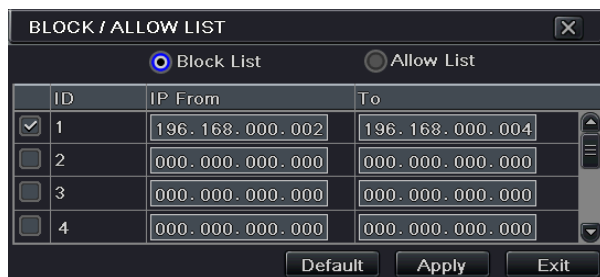 BLOCK / ALLOW LIST
Block List Allow List
ID IP From To
1 196.168.000.002 196.168.000.004
2 000.000.000.000 000.000.000.000
3 000.000.000.000 000.000.000.000
4 000.000.000.000 000.000.000.000
Default Apply Exit